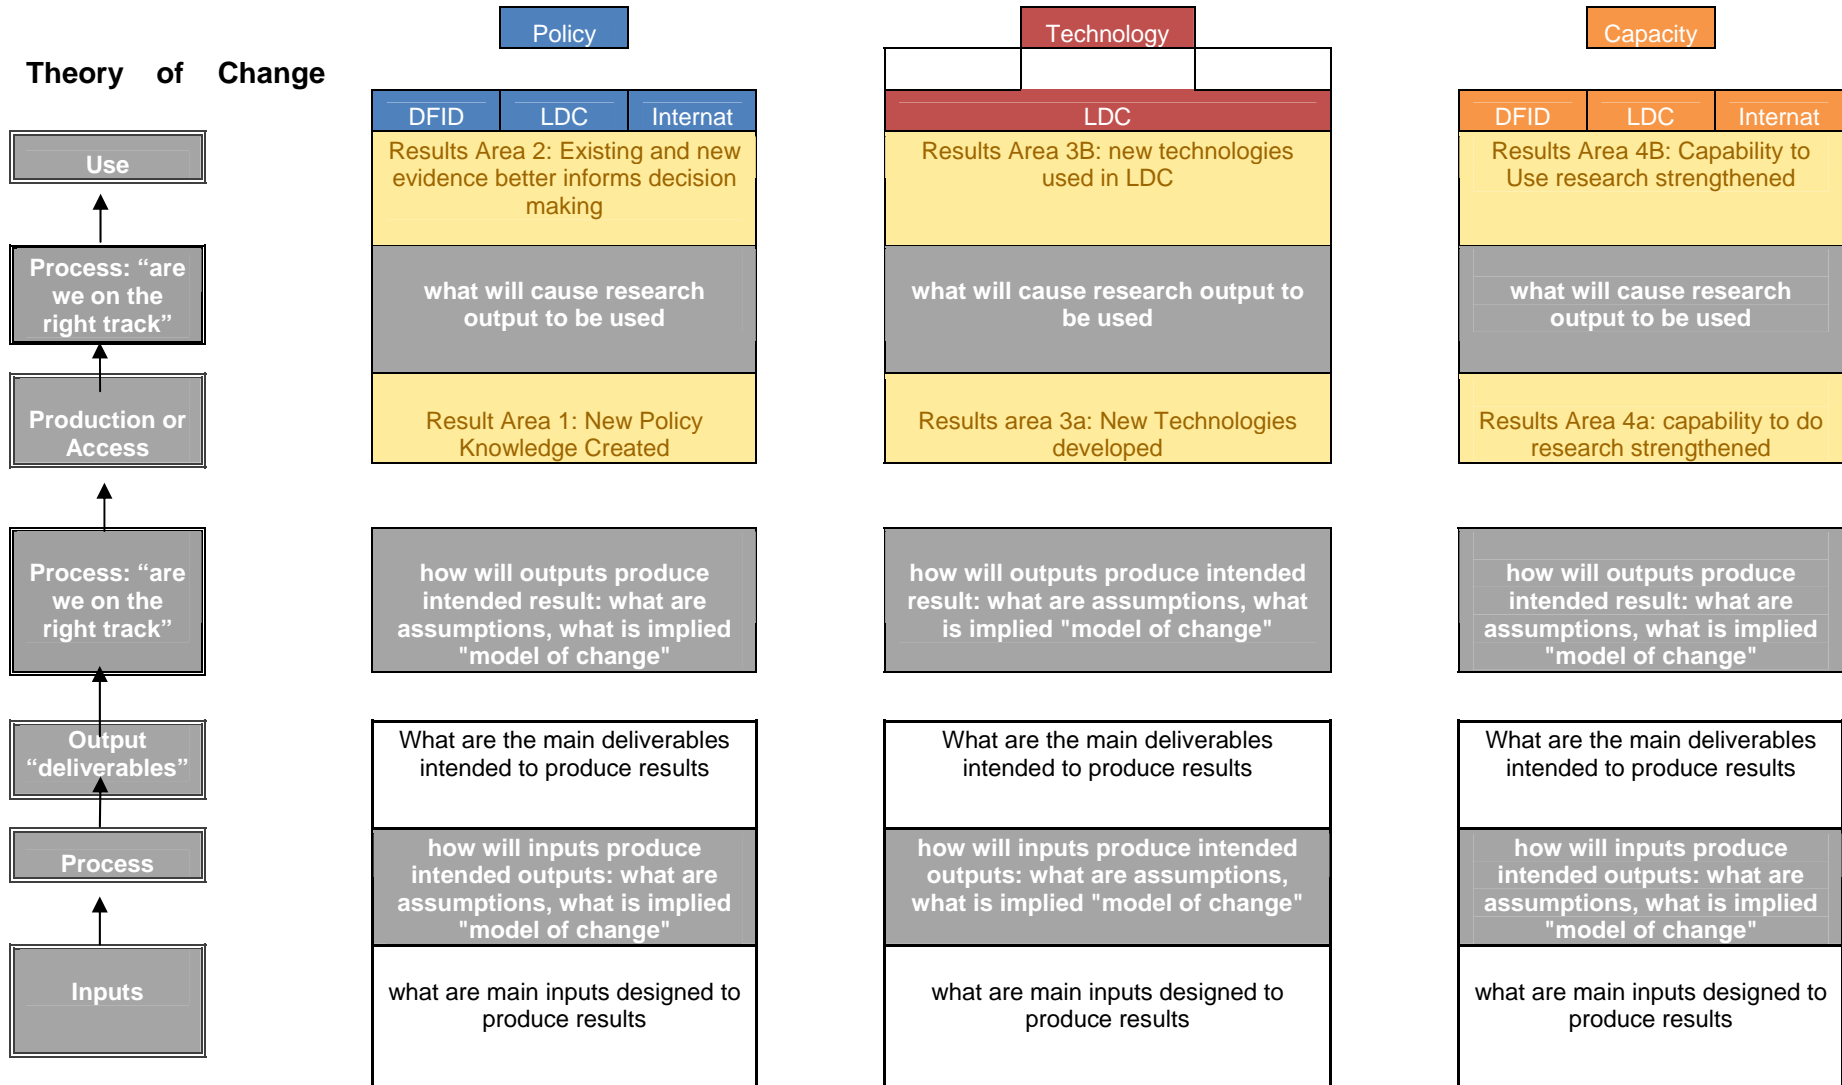 Policy
Technology
Capacity
Theory of Change
DFID LDC Internat
LDC
DFID LDC Internat
Use
Results Area 2: Existing and new
evidence better informs decision
making
Results Area 3B: new technologies
used in LDC
Results Area 4B: Capability to
Use research strengthened
Process: “are
we on the
right track”
what will cause research
output to be used
what will cause research output to
be used
what will cause research
output to be used
Production or
Access
Result Area 1: New Policy
Knowledge Created
Results area 3a: New Technologies
developed
Results Area 4a: capability to do
research strengthened
Process: “are
we on the
right track”
how will outputs produce
intended result: what are
assumptions, what is implied
"model of change"
how will outputs produce intended
result: what are assumptions, what
is implied "model of change"
how will outputs produce
intended result: what are
assumptions, what is implied
"model of change"
Output
“deliverables”
What are the main deliverables
intended to produce results
What are the main deliverables
intended to produce results
What are the main deliverables
intended to produce results
Process
how will inputs produce
intended outputs: what are
assumptions, what is implied
"model of change"
how will inputs produce intended
outputs: what are assumptions,
what is implied "model of change"
how will inputs produce
intended outputs: what are
assumptions, what is implied
"model of change"
Inputs
what are main inputs designed to
produce results
what are main inputs designed to
produce results
what are main inputs designed to
produce results